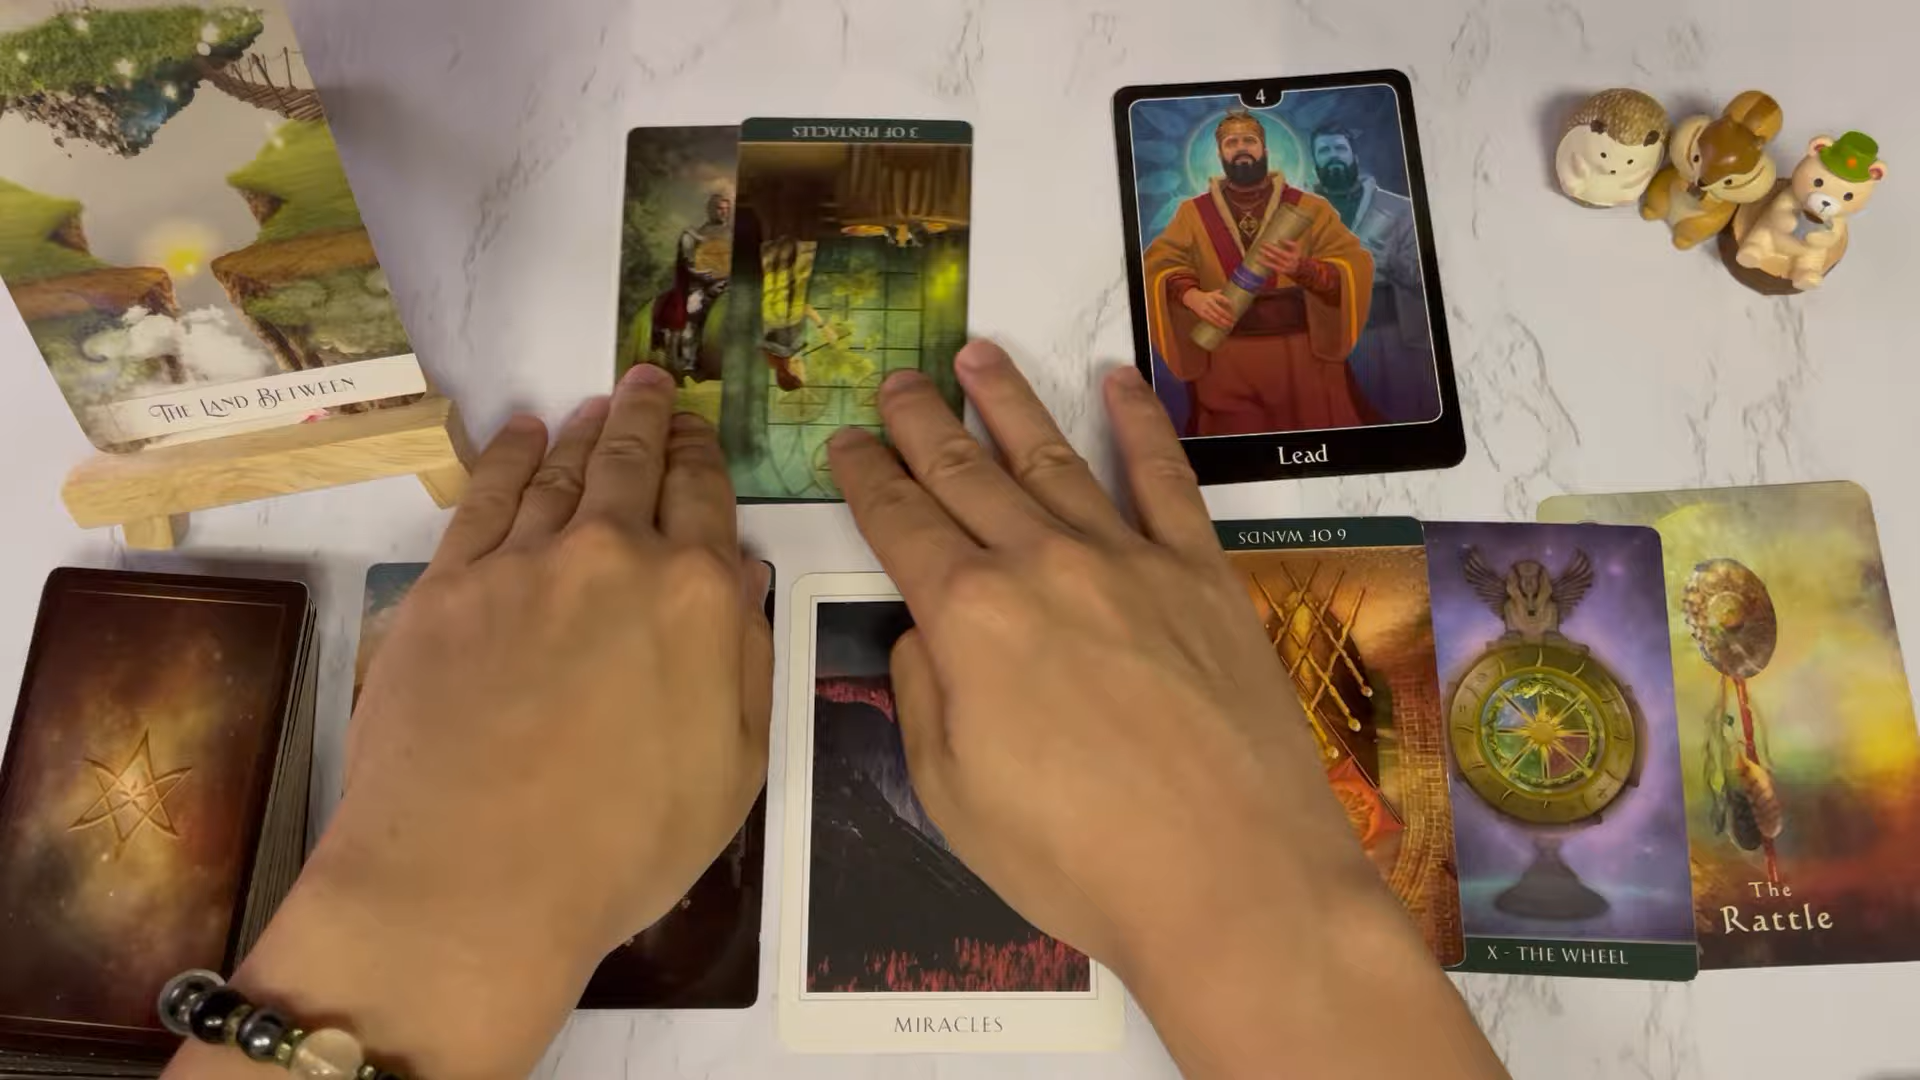 THE LAND BETWEEN
3 OF PENTACLES
4
Lead
6 OF WANDS
X - THE WHEEL
The
Rattle
MIRACLES